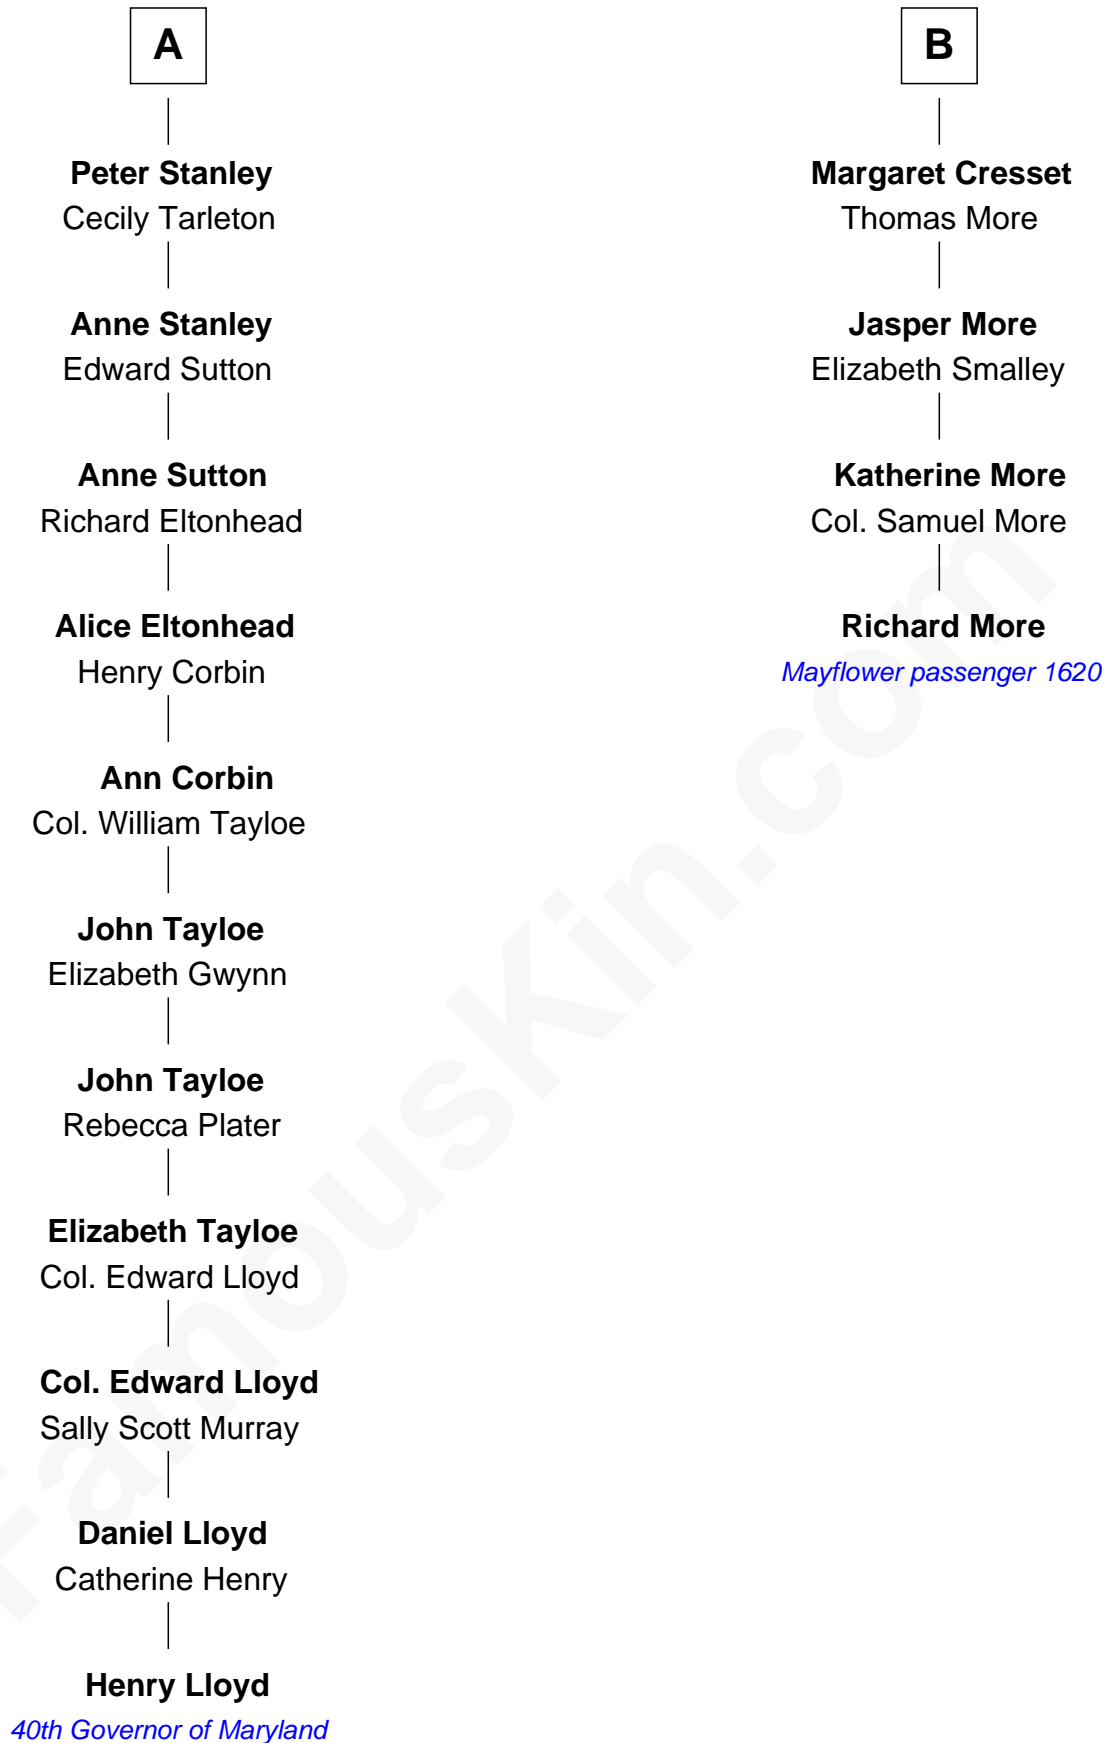 A
Peter Stanley
Cecily Tarleton
Anne Stanley
Edward Sutton
Anne Sutton
Richard Eltonhead
Alice Eltonhead
Henry Corbin
Ann Corbin
Col. William Tayloe
John Tayloe
Elizabeth Gwynn
John Tayloe
Rebecca Plater
Elizabeth Tayloe
Col. Edward Lloyd
Col. Edward Lloyd
Sally Scott Murray
Daniel Lloyd
Catherine Henry
Henry Lloyd
40th Governor of Maryland
B
Margaret Cresset
Thomas More
Jasper More
Elizabeth Smalley
Katherine More
Col. Samuel More
Richard More
Mayflower passenger 1620
FamousKin.com